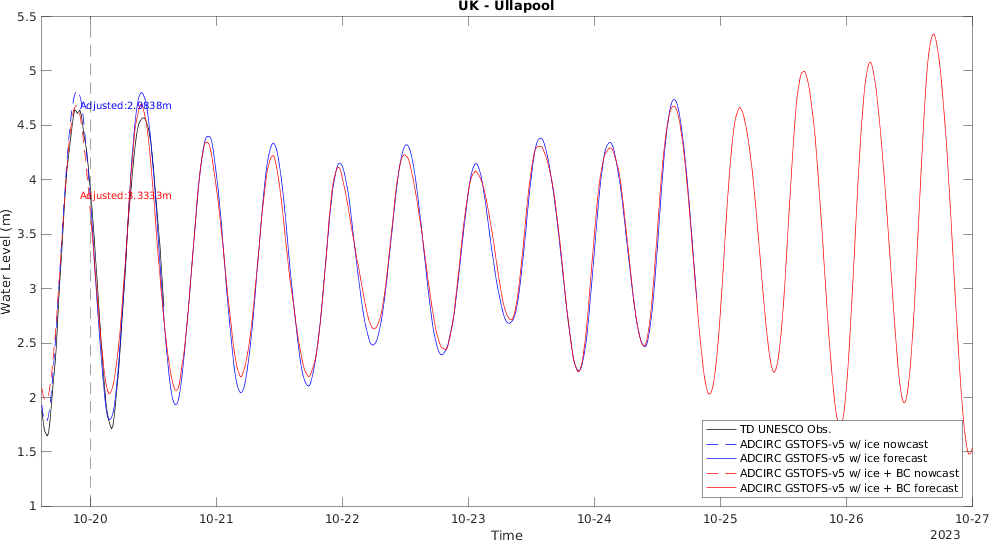 UK - Ullapool
5.5
5
4.5
4
3.5
3
2.5
2
1.5
1
Water Level (m)
Adjusted:2.9838m
Adjusted:3.3333m
TD UNESCO Obs.
ADCIRC GSTOFS-v5 w/ ice nowcast
ADCIRC GSTOFS-v5 w/ ice forecast
ADCIRC GSTOFS-v5 w/ ice + BC nowcast
ADCIRC GSTOFS-v5 w/ ice + BC forecast
10-20 10-21 10-22 10-23 10-24 10-25 10-26 10-27
Time
2023